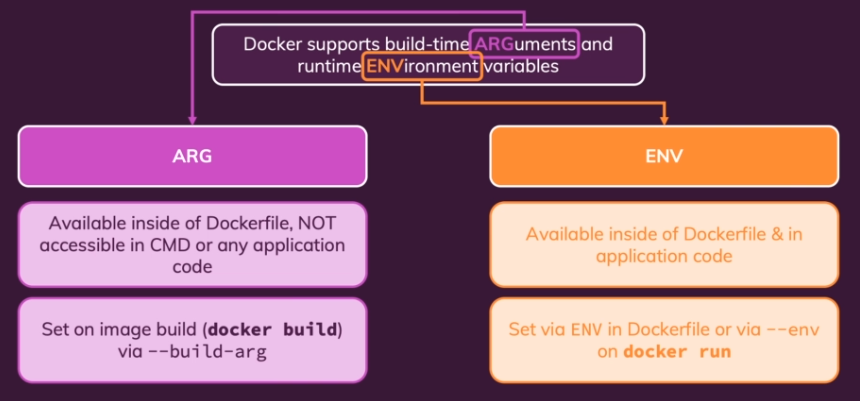 Docker supports build-time ARGuments and
runtime ENVironment variables
ARG
Available inside of Dockerfile, NOT
accessible in CMD or any application
code
Set on image build (docker build)
via --build-arg
ENV
Available inside of Dockerfile & in
application code
Set via ENV in Dockerfile or via --env
on docker run